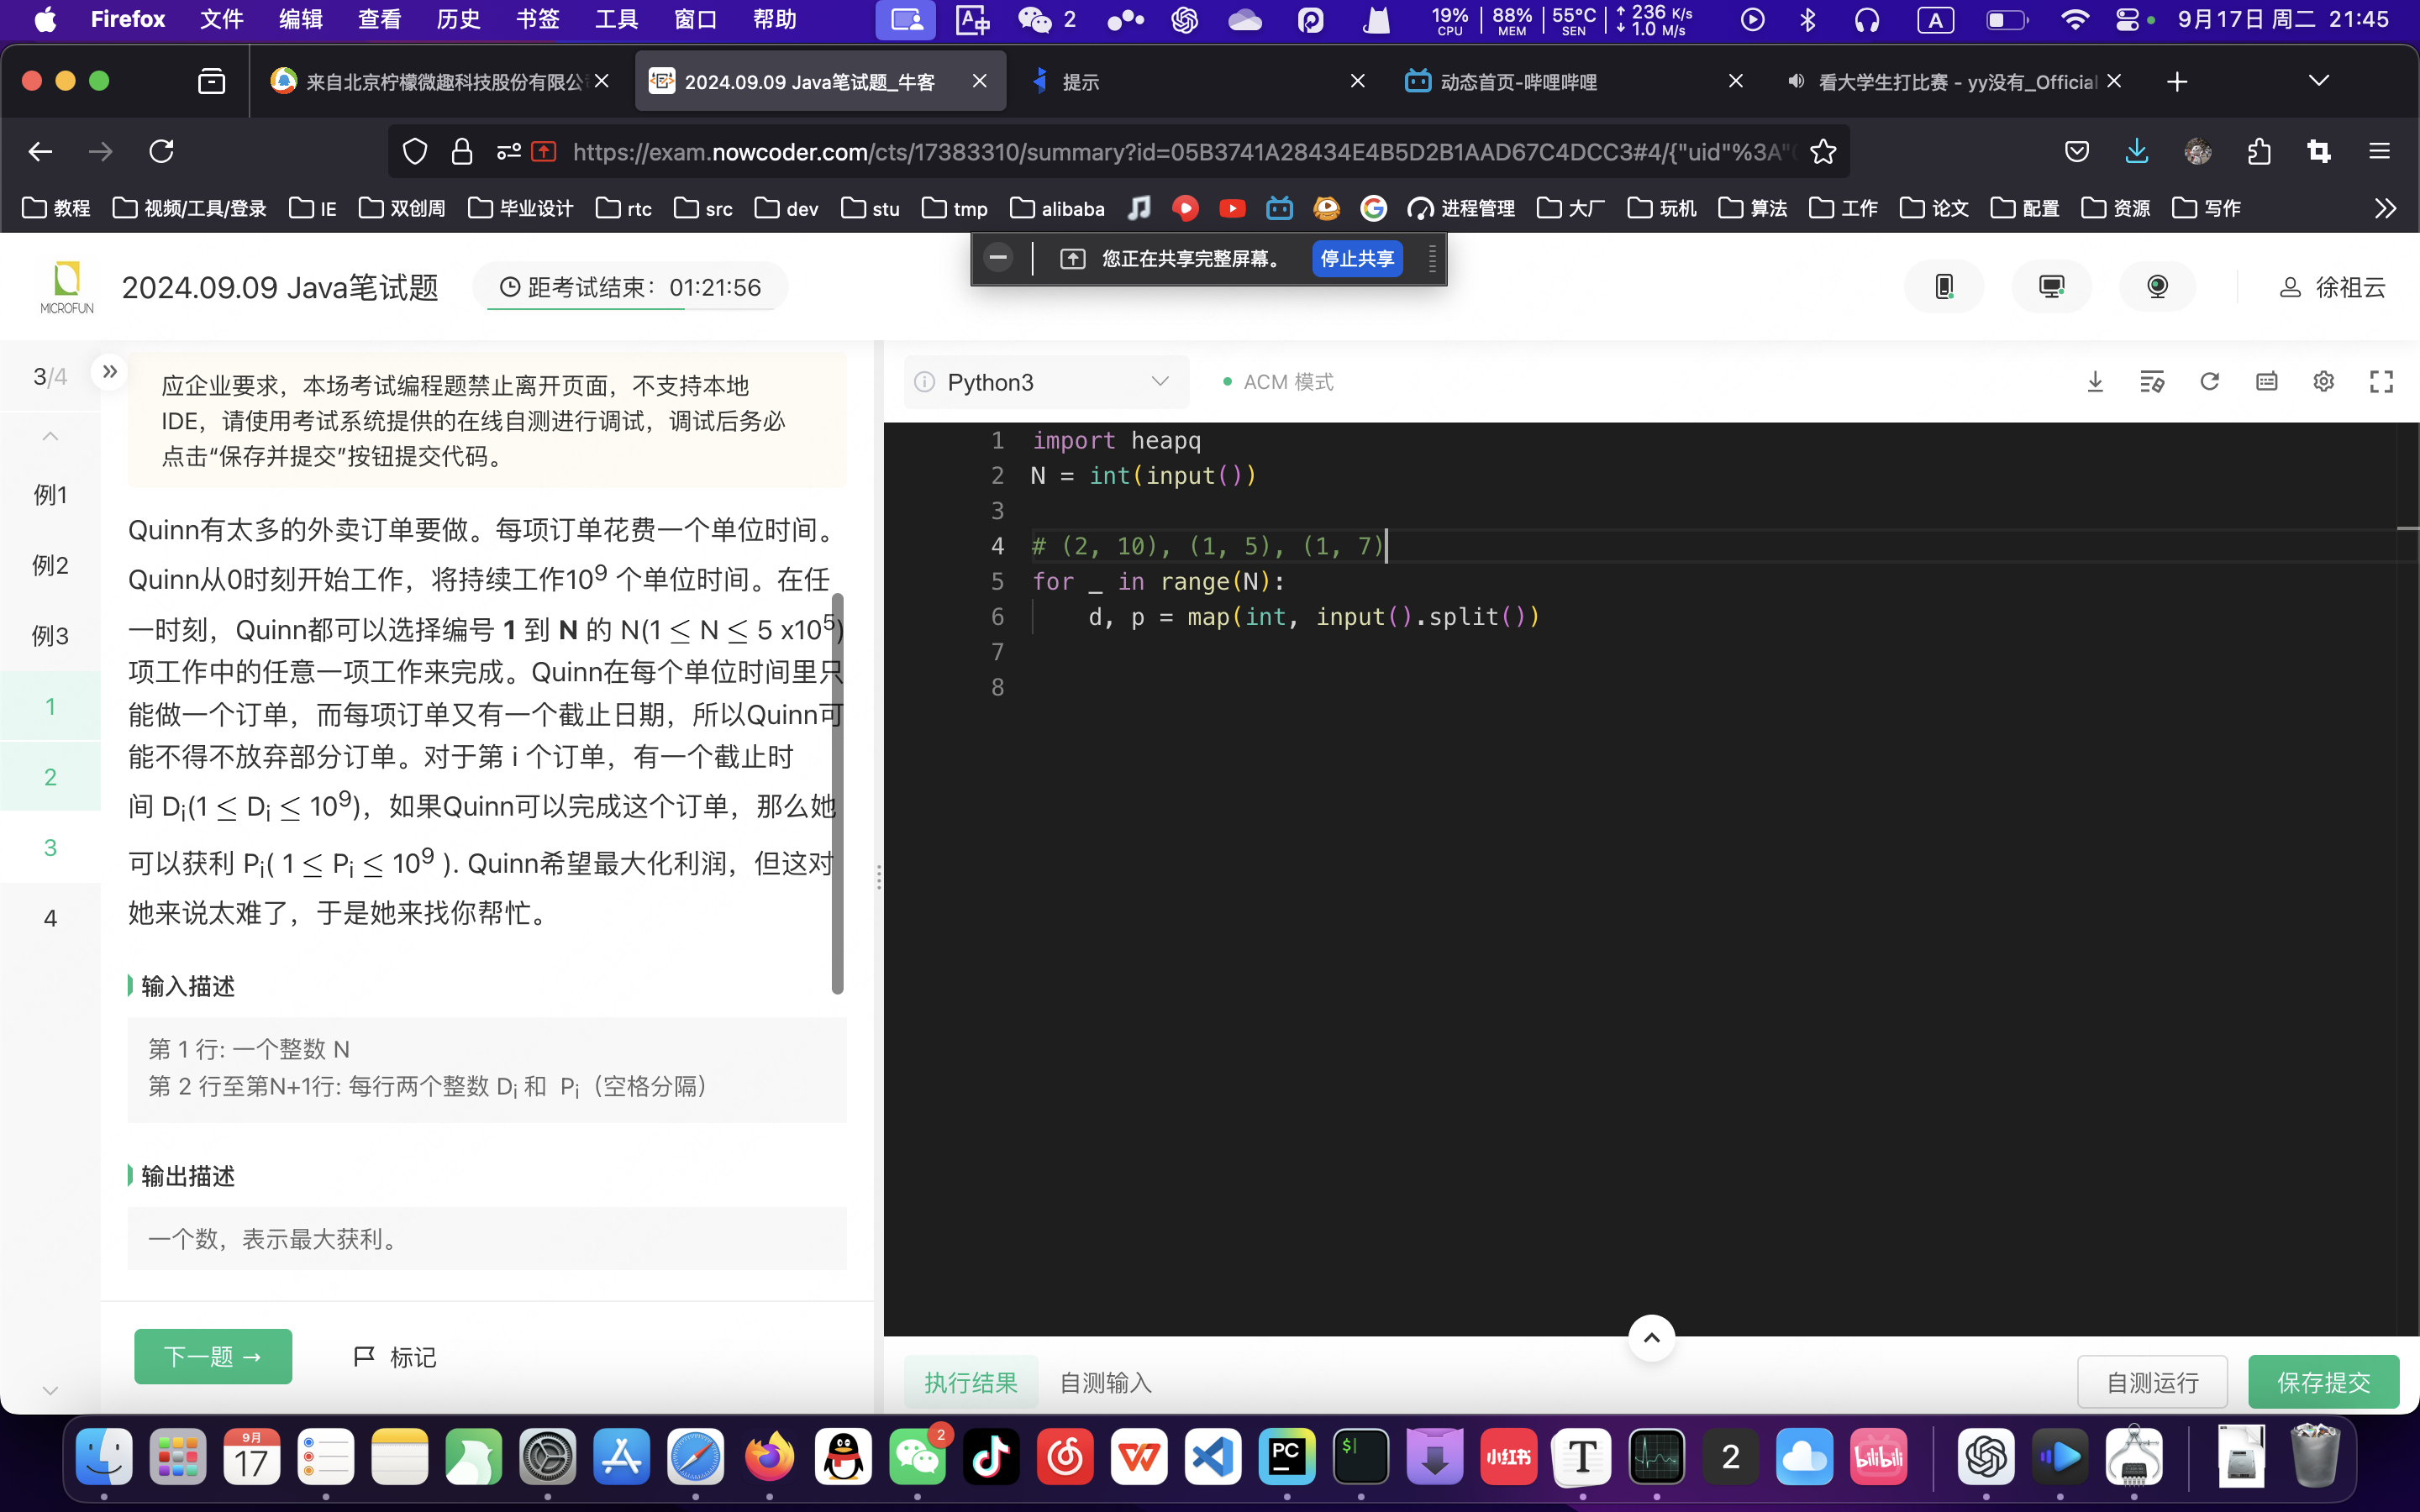 Firefox 文件 编辑 查看 历史 书签 工具 窗口 帮助
2
19% CPU 88% MEM 55°C SEN ↑ 236 K/s ↓ 1.0 M/s
A
9月17日 周二 21:45
来自北京柠檬微趣科技股份有限公
2024.09.09 Java笔试题_牛客
提示
动态首页-哔哩哔哩
看大学生打比赛 - yy没有_Official
https://exam.nowcoder.com/cts/17383310/summary?id=05B3741A28434E4B5D2B1AAD67C4DCC3#4/{"uid"%3A"
教程 视频/工具/登录 IE 双创周 毕业设计 rtc src dev stu tmp alibaba 进程管理 大厂 玩机 算法 工作 论文 配置 资源 写作
您正在共享完整屏幕。 停止共享
MICROFUN
2024.09.09 Java笔试题
距考试结束：01:21:56
徐祖云
3/4
例1
例2
例3
1
2
3
4
应企业要求，本场考试编程题禁止离开页面，不支持本地
IDE，请使用考试系统提供的在线自测进行调试，调试后务必
点击“保存并提交”按钮提交代码。
Quinn有太多的外卖订单要做。每项订单花费一个单位时间。
Quinn从0时刻开始工作，将持续工作10⁹ 个单位时间。在任
一时刻，Quinn都可以选择编号 1 到 N 的 N(1 ≤ N ≤ 5 x10⁵)
项工作中的任意一项工作来完成。Quinn在每个单位时间里只
能做一个订单，而每项订单又有一个截止日期，所以Quinn可
能不得不放弃部分订单。对于第 i 个订单，有一个截止时
间 Dᵢ(1 ≤ Dᵢ ≤ 10⁹)，如果Quinn可以完成这个订单，那么她
可以获利 Pᵢ( 1 ≤ Pᵢ ≤ 10⁹ ). Quinn希望最大化利润，但这对
她来说太难了，于是她来找你帮忙。
输入描述
第 1 行: 一个整数 N
第 2 行至第N+1行: 每行两个整数 Dᵢ 和 Pᵢ（空格分隔）
输出描述
一个数，表示最大获利。
下一题 →
标记
Python3
ACM 模式
1 import heapq
2 N = int(input())
3
4 # (2, 10), (1, 5), (1, 7)
5 for _ in range(N):
6     d, p = map(int, input().split())
7
8
执行结果 自测输入
自测运行 保存提交
9月
17
2
PC
$
小红书
T
2
bilibili